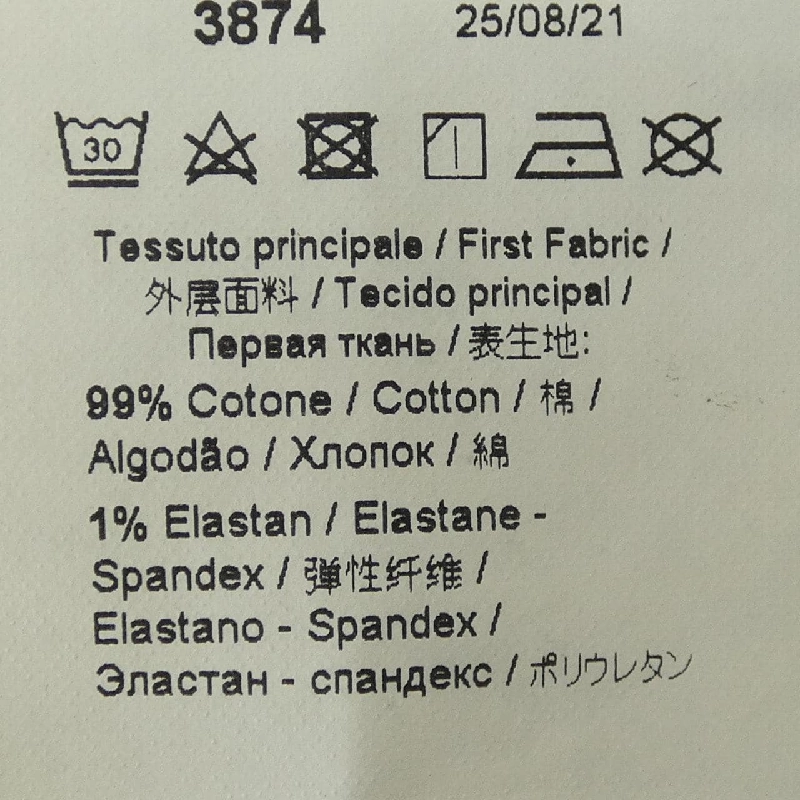 3874 25/08/21
30
Tessuto principale / First Fabric /
外层面料 / Tecido principal /
Первая ткань / 表生地:
99% Cotone / Cotton / 棉 /
Algodão / Хлопок / 綿
1% Elastan / Elastane -
Spandex / 弹性纤维 /
Elastano - Spandex /
Эластан - спандекс / ポリウレタン